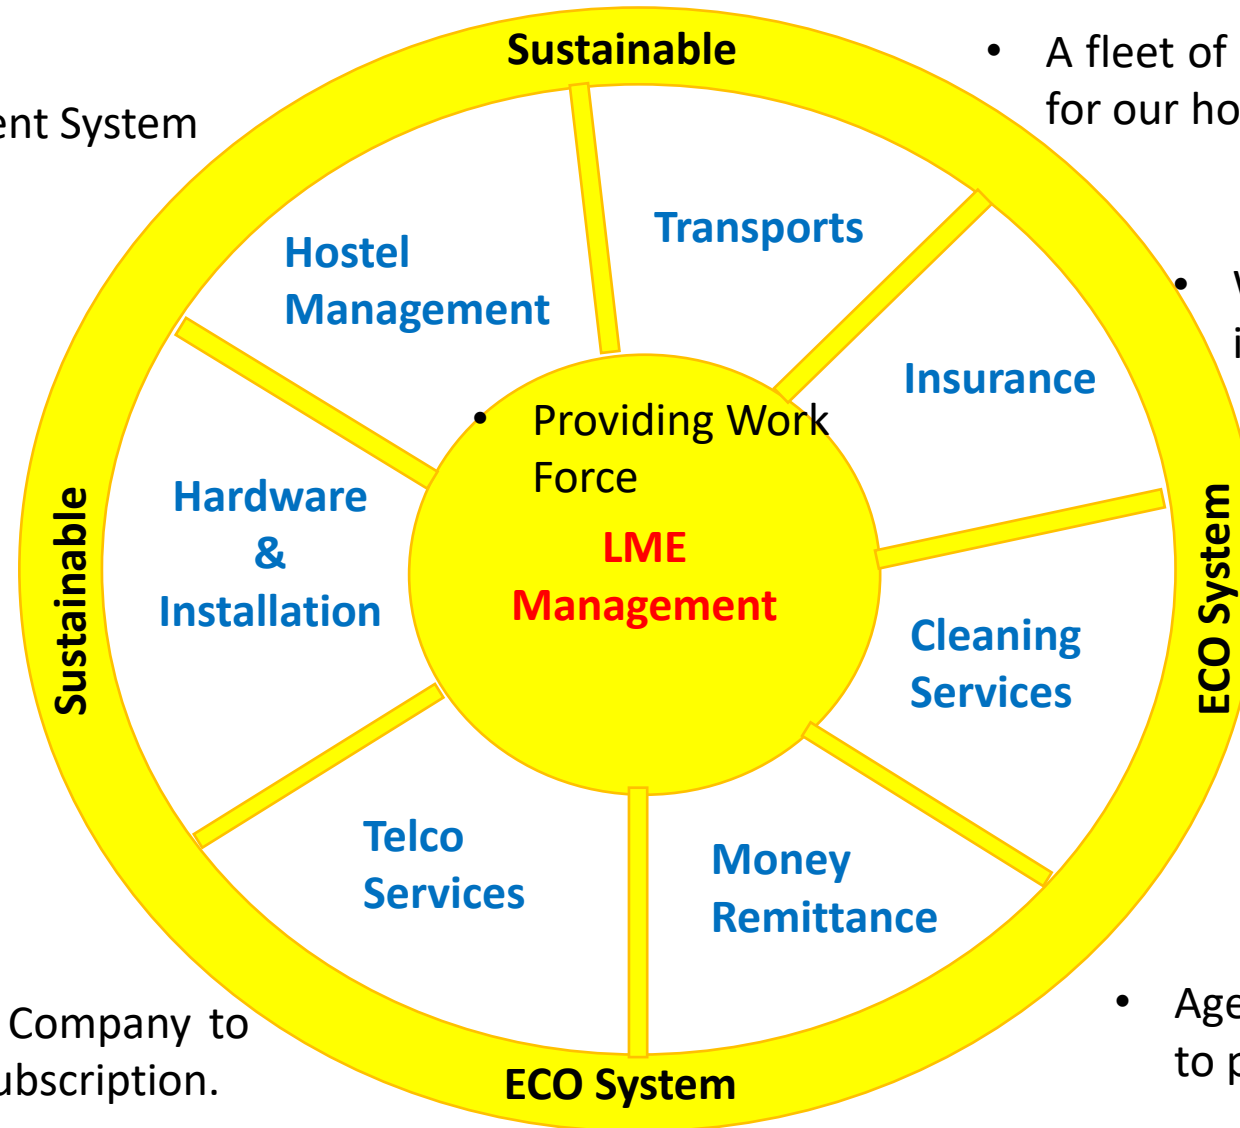 Sustainable
• A fleet of
for our ho
ent System
Transports
Hostel
Management
• 
i
Insurance
• Providing Work
Force
Hardware
&
Installation
LME
Management
Sustainable
ECO System
Cleaning
Services
Telco
Services
Money
Remittance
Company to
ubscription.
• Age
to p
ECO System